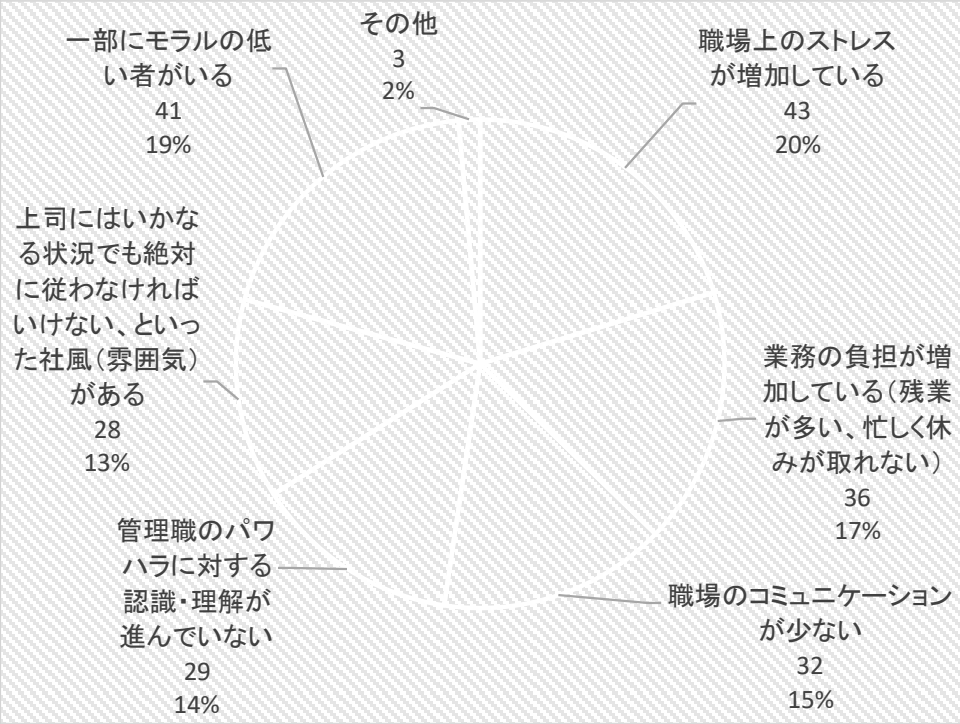 その他
3
2%
職場上のストレス
が増加している
43
20%
業務の負担が増
加している（残業
が多い、忙しく休
みが取れない）
36
17%
職場のコミュニケーション
が少ない
32
15%
管理職のパワ
ハラに対する
認識・理解が
進んでいない
29
14%
上司にはいかな
る状況でも絶対
に従わなければ
いけない、といっ
た社風（雰囲気）
がある
28
13%
一部にモラルの低
い者がいる
41
19%